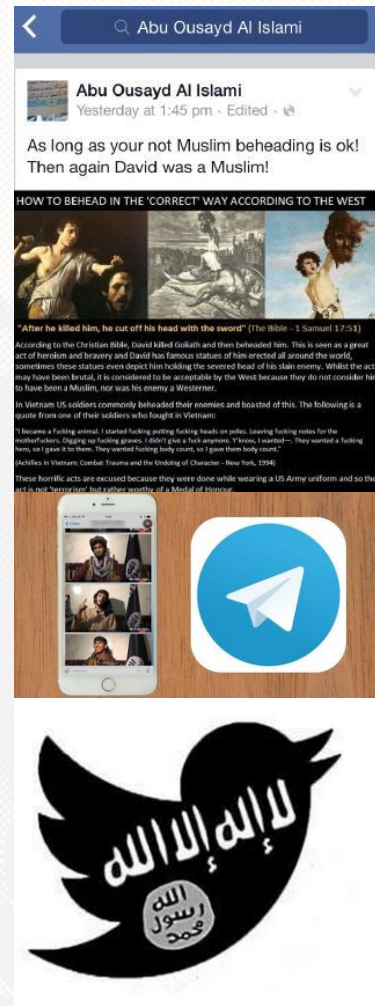 Abu Ousayd Al Islami
Abu Ousayd Al Islami
Yesterday at 1:45 pm · Edited ·
As long as your not Muslim beheading is ok!
Then again David was a Muslim!
HOW TO BEHEAD IN THE 'CORRECT' WAY ACCORDING TO THE WEST
"After he killed him, he cut off his head with the sword" (The Bible - 1 Samuel 17:51)
According to the Christian Bible, David killed Goliath and then beheaded him. This is seen as a great
act of heroism and bravery and David has famous statues of him erected all around the world,
sometimes these statues even depict him holding the severed head of his slain enemy. Whilst the act
may have been brutal, it is considered to be acceptable by the West because they do not consider him
to have been a Muslim, nor was his enemy a Westerner.
In Vietnam US soldiers commonly beheaded their enemies and boasted of this. The following is a
quote from one of their soldiers who fought in Vietnam:
"I became a fucking animal. I started fucking putting fucking heads on poles. Leaving fucking notes for the
motherfuckers. Digging up fucking graves. I didn't give a fuck anymore. Y'know, I wanted—. They wanted a fucking
hero, so I gave it to them. They wanted fucking body count, so I gave them body count."
(Achilles in Vietnam: Combat Trauma and the Undoing of Character - New York, 1994)
These horrific acts are excused because they were done while wearing a US Army uniform and so the
act is not 'terrorism' but rather worthy of a Medal of Honour.
لا إله إلا الله
الله
رسول
محمد